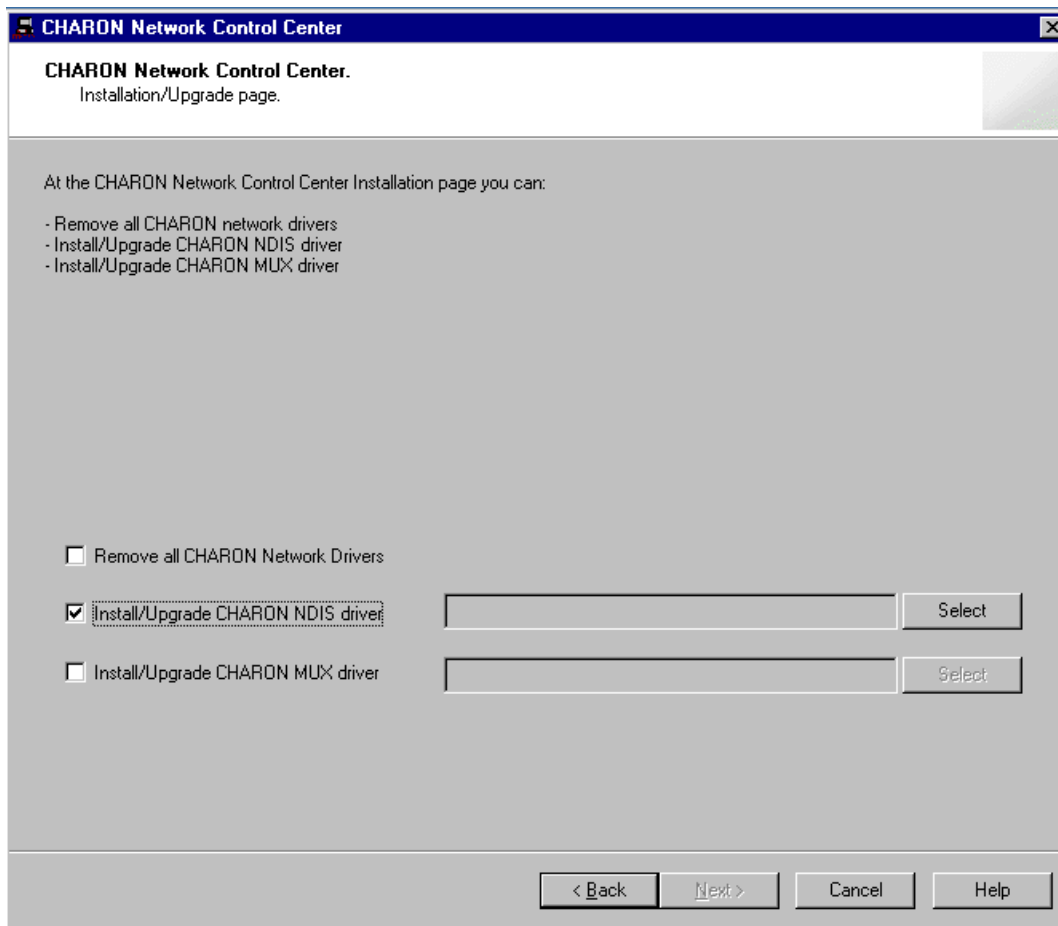 CHARON Network Control Center
CHARON Network Control Center.
Installation/Upgrade page.
At the CHARON Network Control Center Installation page you can:
- Remove all CHARON network drivers
- Install/Upgrade CHARON NDIS driver
- Install/Upgrade CHARON MUX driver
Remove all CHARON Network Drivers
Install/Upgrade CHARON NDIS driver
Select
Install/Upgrade CHARON MUX driver
Select
< Back
Next >
Cancel
Help